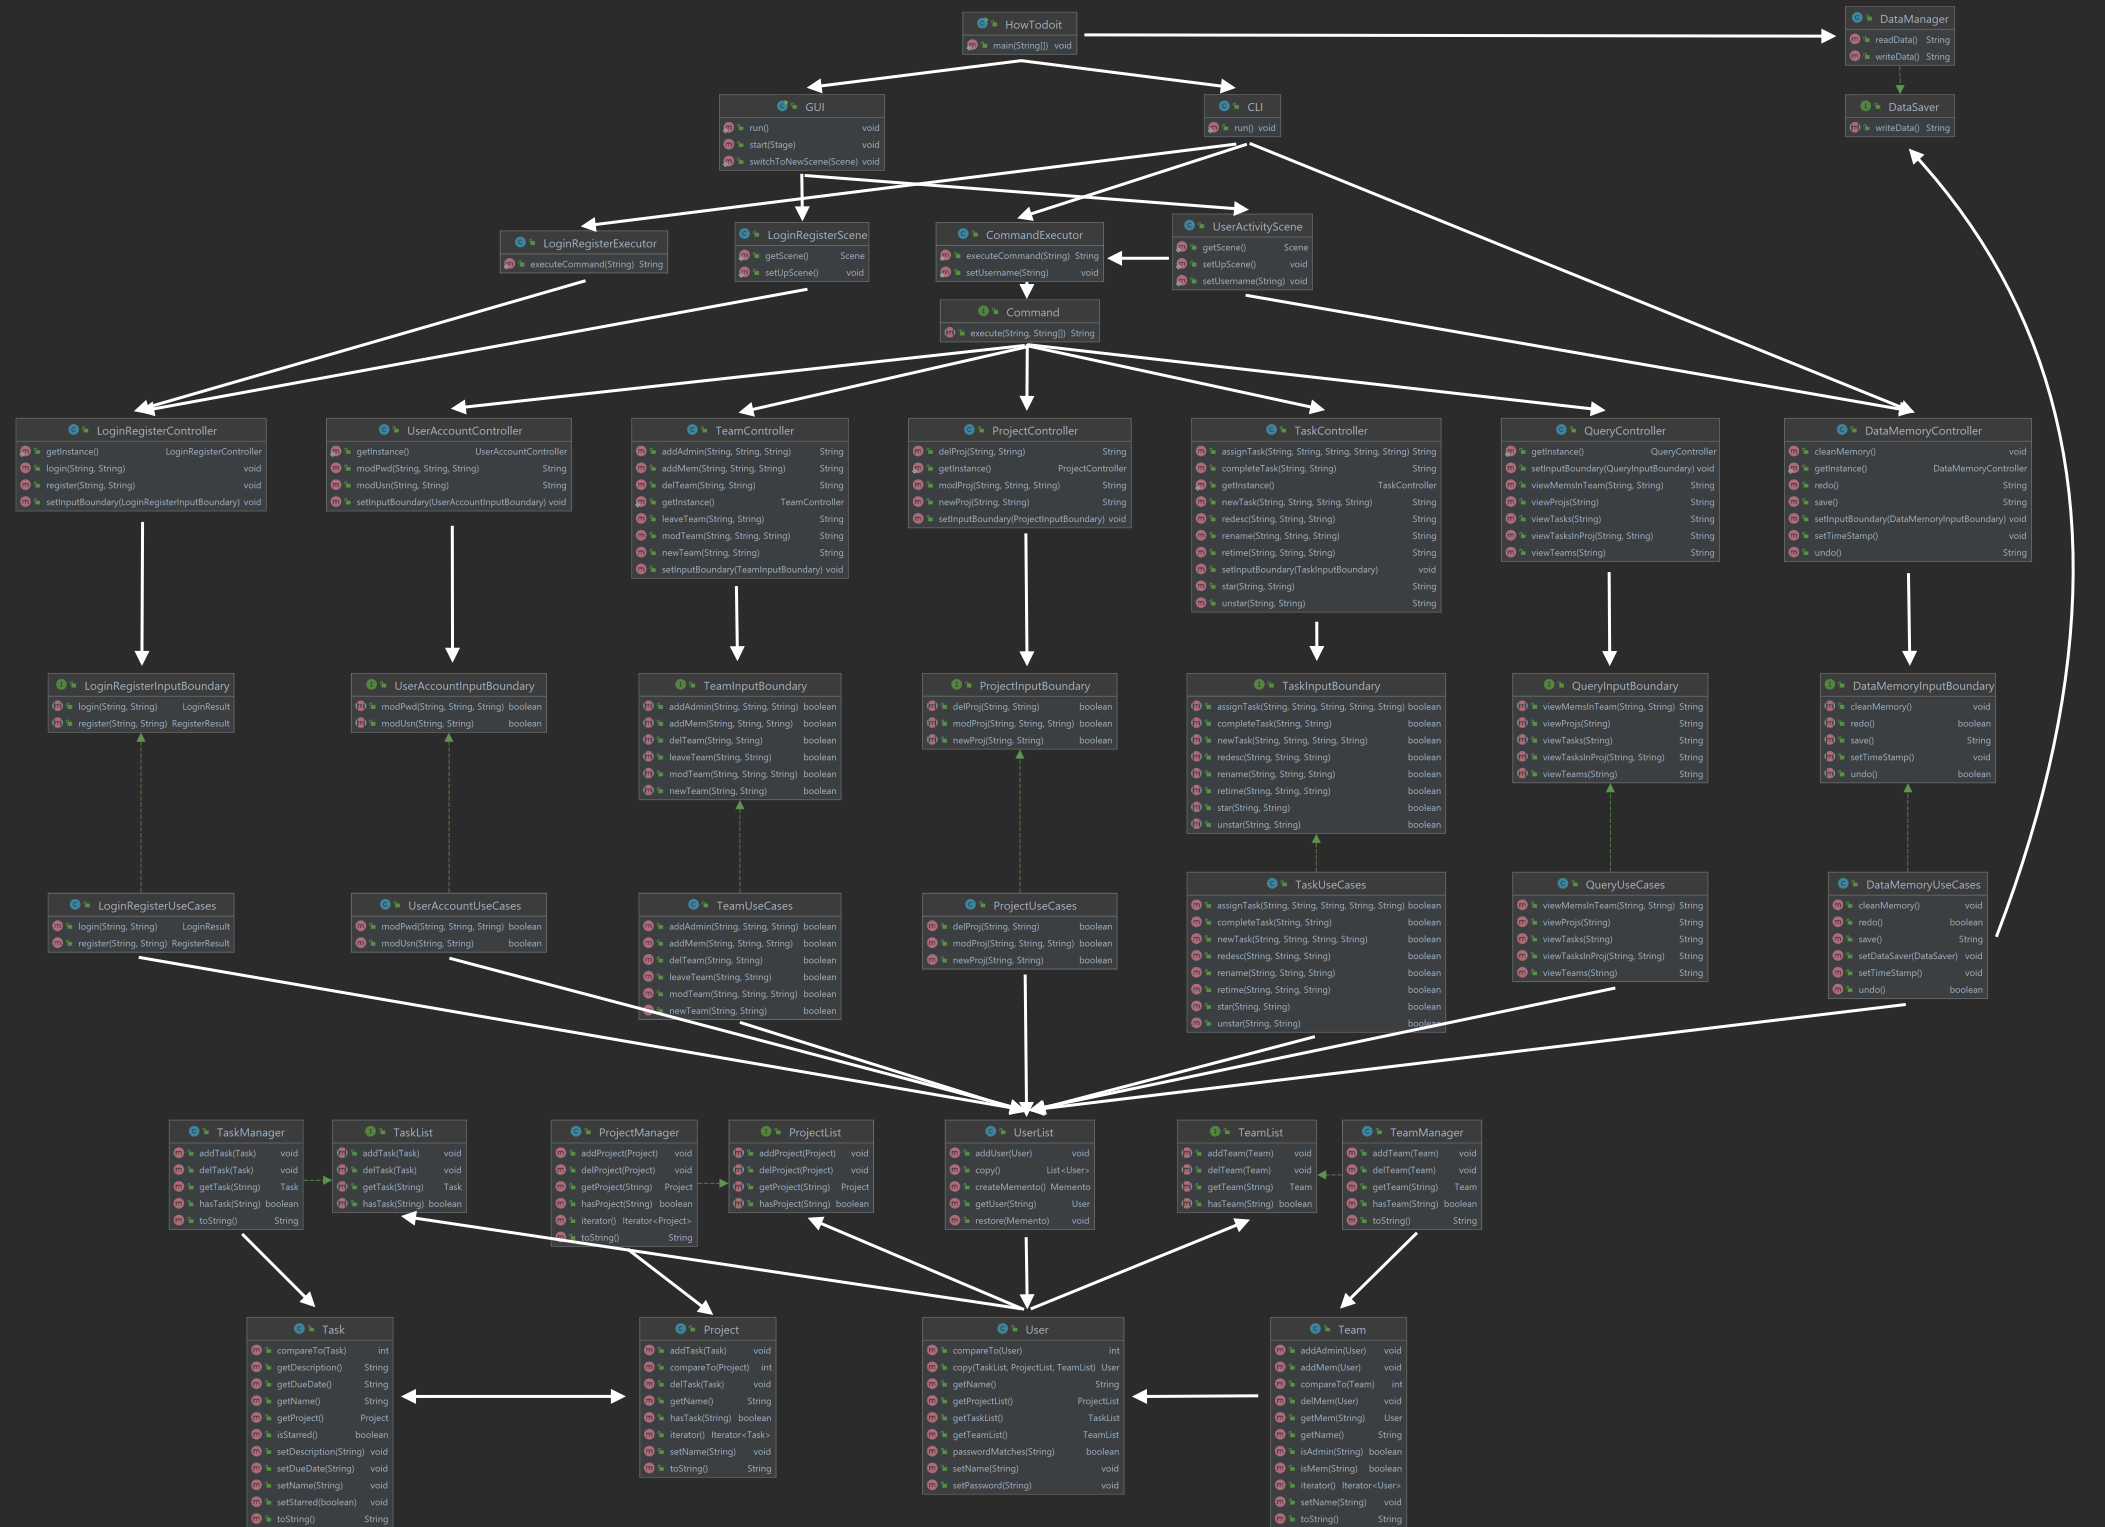 HowTodoit
main(String[]) void
DataManager
readData() String
writeData() String
DataSaver
writeData() String
GUI
run() void
start(Stage) void
switchToNewScene(Scene) void
CLI
run() void
LoginRegisterExecutor
executeCommand(String) String
LoginRegisterScene
getScene() Scene
setUpScene() void
CommandExecutor
executeCommand(String) String
setUsername(String) void
UserActivityScene
getScene() Scene
setUpScene() void
setUsername(String) void
Command
execute(String, String[]) String
LoginRegisterController
getInstance() LoginRegisterController
login(String, String) void
register(String, String) void
setInputBoundary(LoginRegisterInputBoundary) void
UserAccountController
getInstance() UserAccountController
modPwd(String, String, String) String
modUsn(String, String) String
setInputBoundary(UserAccountInputBoundary) void
TeamController
addAdmin(String, String, String) String
addMem(String, String, String) String
delTeam(String, String) String
getInstance() TeamController
leaveTeam(String, String) String
modTeam(String, String, String) String
newTeam(String, String) String
setInputBoundary(TeamInputBoundary) void
ProjectController
delProj(String, String) String
getInstance() ProjectController
modProj(String, String, String) String
newProj(String, String) String
setInputBoundary(ProjectInputBoundary) void
TaskController
assignTask(String, String, String, String, String) String
completeTask(String, String) String
getInstance() TaskController
newTask(String, String, String, String) String
redesc(String, String, String) String
rename(String, String, String) String
retime(String, String, String) String
setInputBoundary(TaskInputBoundary) void
star(String, String) String
unstar(String, String) String
QueryController
getInstance() QueryController
setInputBoundary(QueryInputBoundary) void
viewMemsInTeam(String, String) String
viewProjs(String) String
viewTasks(String) String
viewTasksInProj(String, String) String
viewTeams(String) String
DataMemoryController
cleanMemory() void
getInstance() DataMemoryController
redo() String
save() String
setInputBoundary(DataMemoryInputBoundary) void
setTimeStamp() void
undo() String
LoginRegisterInputBoundary
login(String, String) LoginResult
register(String, String) RegisterResult
UserAccountInputBoundary
modPwd(String, String, String) boolean
modUsn(String, String) boolean
TeamInputBoundary
addAdmin(String, String, String) boolean
addMem(String, String, String) boolean
delTeam(String, String) boolean
leaveTeam(String, String) boolean
modTeam(String, String, String) boolean
newTeam(String, String) boolean
ProjectInputBoundary
delProj(String, String) boolean
modProj(String, String, String) boolean
newProj(String, String) boolean
TaskInputBoundary
assignTask(String, String, String, String, String) boolean
completeTask(String, String) boolean
newTask(String, String, String, String) boolean
redesc(String, String, String) boolean
rename(String, String, String) boolean
retime(String, String, String) boolean
star(String, String) boolean
unstar(String, String) boolean
QueryInputBoundary
viewMemsInTeam(String, String) String
viewProjs(String) String
viewTasks(String) String
viewTasksInProj(String, String) String
viewTeams(String) String
DataMemoryInputBoundary
cleanMemory() void
redo() boolean
save() String
setTimeStamp() void
undo() boolean
LoginRegisterUseCases
login(String, String) LoginResult
register(String, String) RegisterResult
UserAccountUseCases
modPwd(String, String, String) boolean
modUsn(String, String) boolean
TeamUseCases
addAdmin(String, String, String) boolean
addMem(String, String, String) boolean
delTeam(String, String) boolean
leaveTeam(String, String) boolean
modTeam(String, String, String) boolean
newTeam(String, String) boolean
ProjectUseCases
delProj(String, String) boolean
modProj(String, String, String) boolean
newProj(String, String) boolean
TaskUseCases
assignTask(String, String, String, String, String) boolean
completeTask(String, String) boolean
newTask(String, String, String, String) boolean
redesc(String, String, String) boolean
rename(String, String, String) boolean
retime(String, String, String) boolean
star(String, String) boolean
unstar(String, String) boolean
QueryUseCases
viewMemsInTeam(String, String) String
viewProjs(String) String
viewTasks(String) String
viewTasksInProj(String, String) String
viewTeams(String) String
DataMemoryUseCases
cleanMemory() void
redo() boolean
save() String
setDataSaver(DataSaver) void
setTimeStamp() void
undo() boolean
TaskManager
addTask(Task) void
delTask(Task) void
getTask(String) Task
hasTask(String) boolean
toString() String
TaskList
addTask(Task) void
delTask(Task) void
getTask(String) Task
hasTask(String) boolean
ProjectManager
addProject(Project) void
delProject(Project) void
getProject(String) Project
hasProject(String) boolean
iterator() Iterator<Project>
toString() String
ProjectList
addProject(Project) void
delProject(Project) void
getProject(String) Project
hasProject(String) boolean
UserList
addUser(User) void
copy() List<User>
createMemento() Memento
getUser(String) User
restore(Memento) void
TeamList
addTeam(Team) void
delTeam(Team) void
getTeam(String) Team
hasTeam(String) boolean
TeamManager
addTeam(Team) void
delTeam(Team) void
getTeam(String) Team
hasTeam(String) boolean
toString() String
Task
compareTo(Task) int
getDescription() String
getDueDate() String
getName() String
getProject() Project
isStarred() boolean
setDescription(String) void
setDueDate(String) void
setName(String) void
setStarred(boolean) void
toString() String
Project
addTask(Task) void
compareTo(Project) int
delTask(Task) void
getName() String
hasTask(String) boolean
iterator() Iterator<Task>
setName(String) void
toString() String
User
compareTo(User) int
copy(TaskList, ProjectList, TeamList) User
getName() String
getProjectList() ProjectList
getTaskList() TaskList
getTeamList() TeamList
passwordMatches(String) boolean
setName(String) void
setPassword(String) void
Team
addAdmin(User) void
addMem(User) void
compareTo(Team) int
delMem(User) void
getMem(String) User
getName() String
isAdmin(String) boolean
isMem(String) boolean
iterator() Iterator<User>
setName(String) void
toString() String